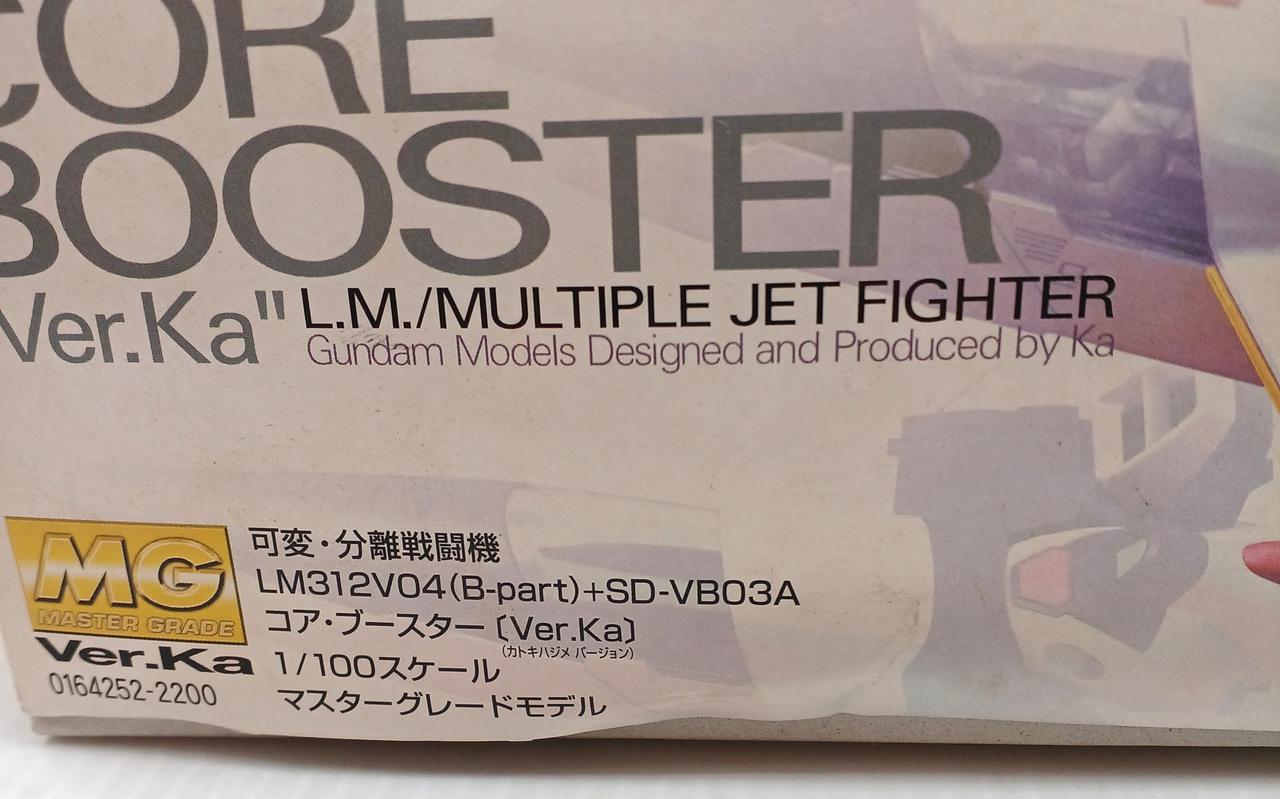 CORE
BOOSTER
"Ver.Ka" L.M./MULTIPLE JET FIGHTER
Gundam Models Designed and Produced by Ka
MG
MASTER GRADE
Ver.Ka
0164252-2200
可変・分離戦闘機
LM312V04(B-part)+SD-VB03A
コア・ブースター〔Ver.Ka〕
(カトキハジメ バージョン)
1/100スケール
マスターグレードモデル